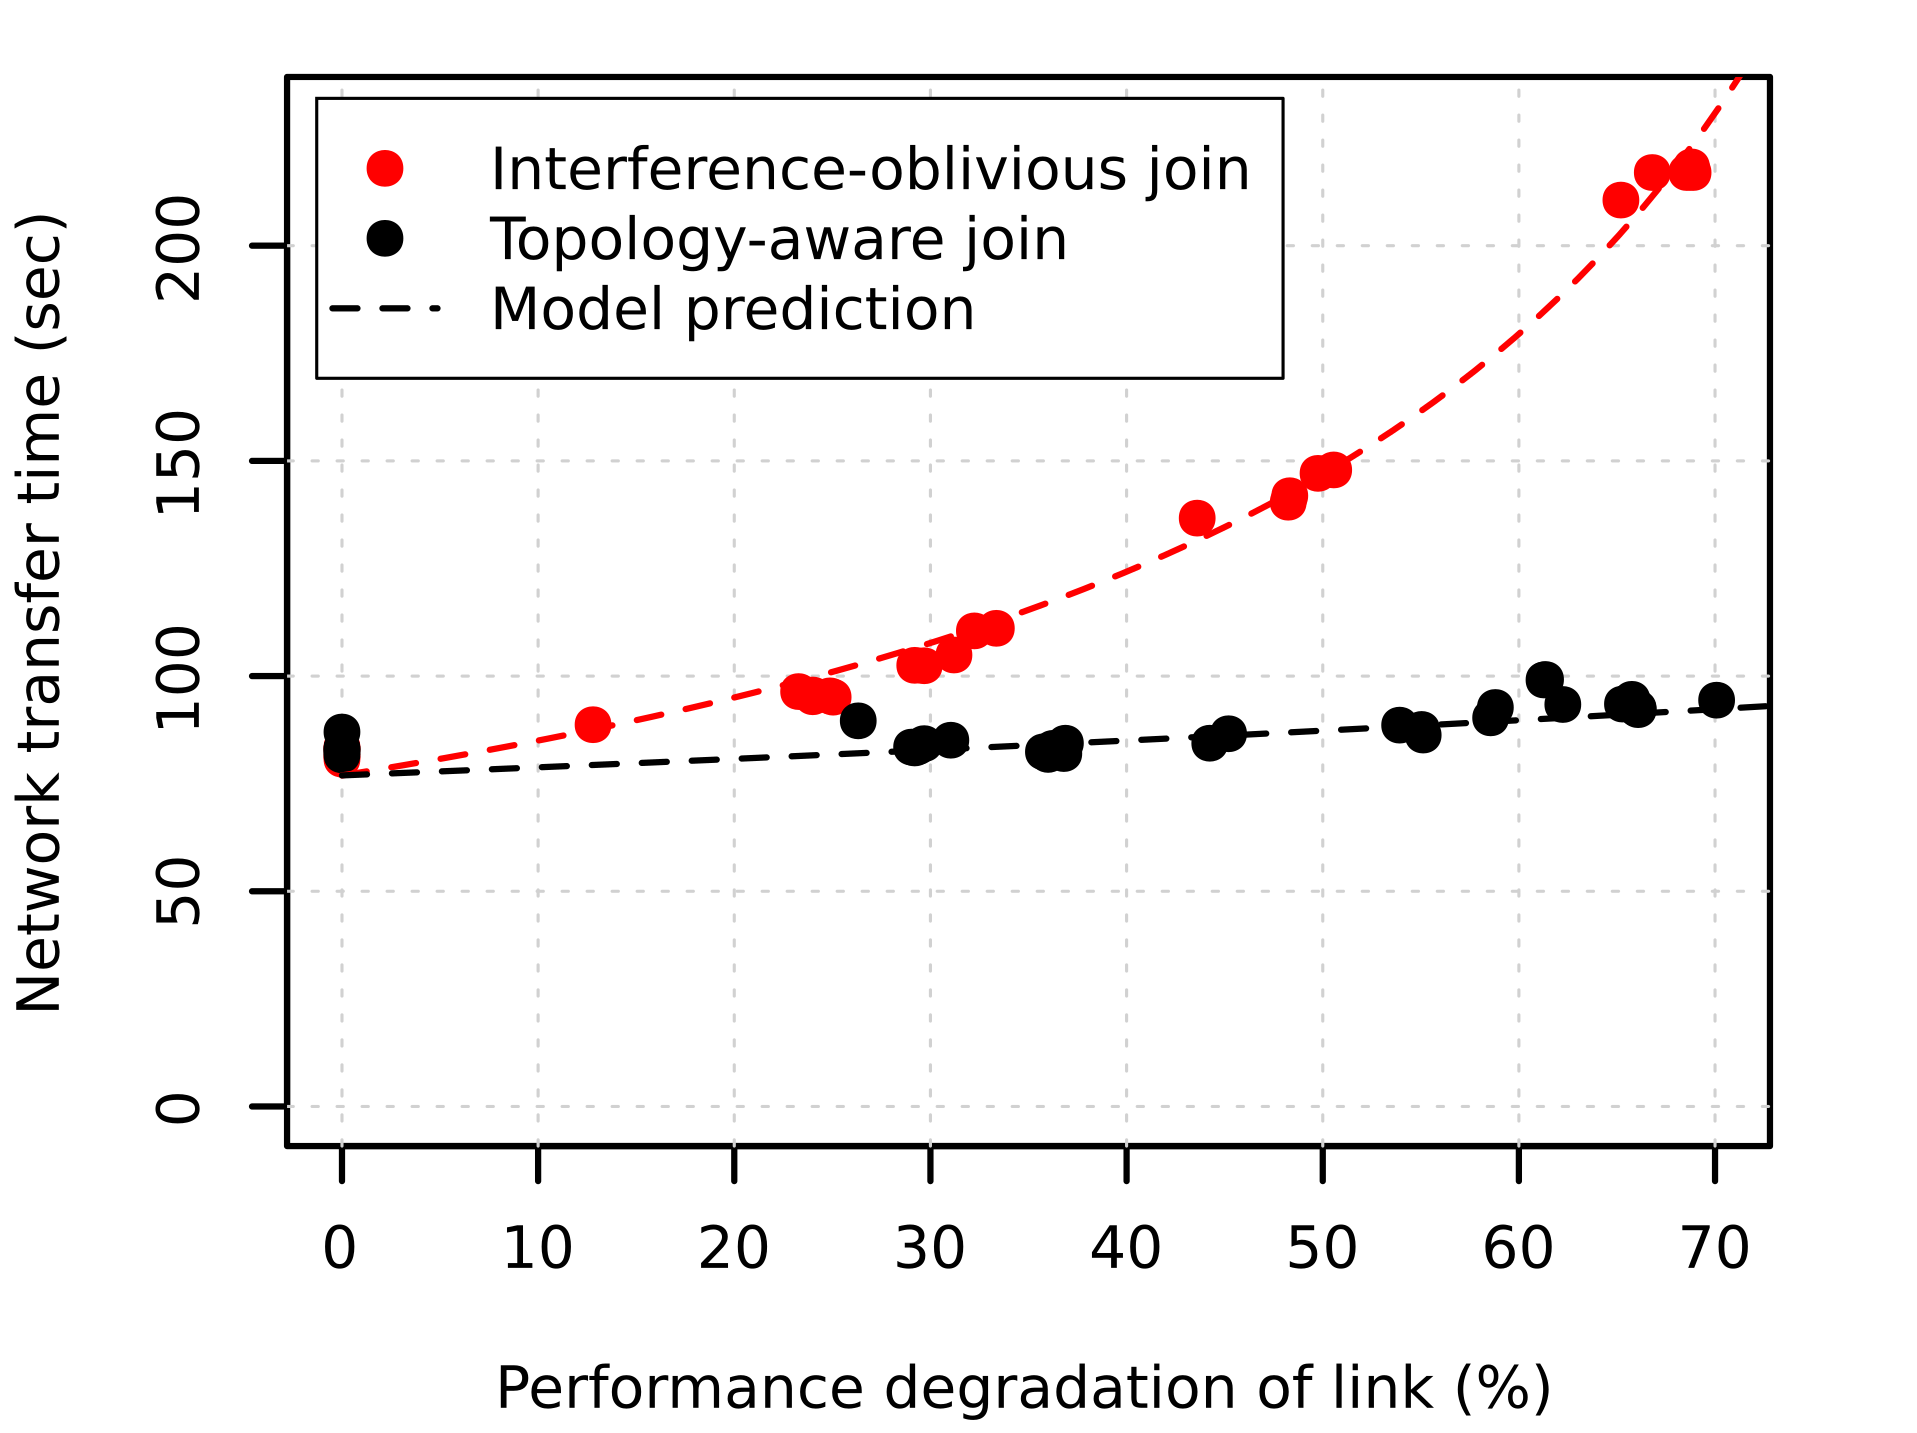 Interference-oblivious join
Topology-aware join
Model prediction
Network transfer time (sec)
200
150
100
50
0
0 10 20 30 40 50 60 70
Performance degradation of link (%)